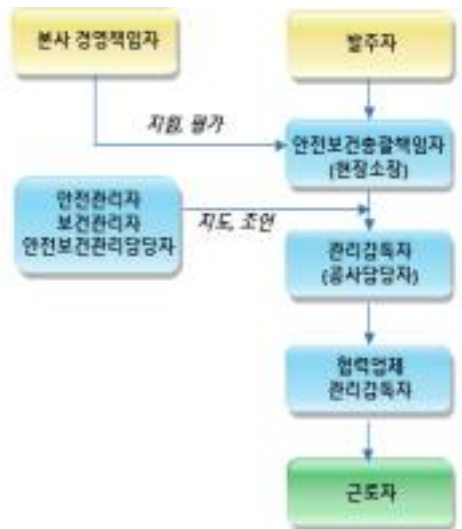 본사 경영책임자
발주자
지원, 평가
안전보건총괄책임자
(현장소장)
안전관리자
보건관리자
안전보건관리담당자
지도, 조언
관리감독자
(공사담당자)
협력업체
관리감독자
근로자